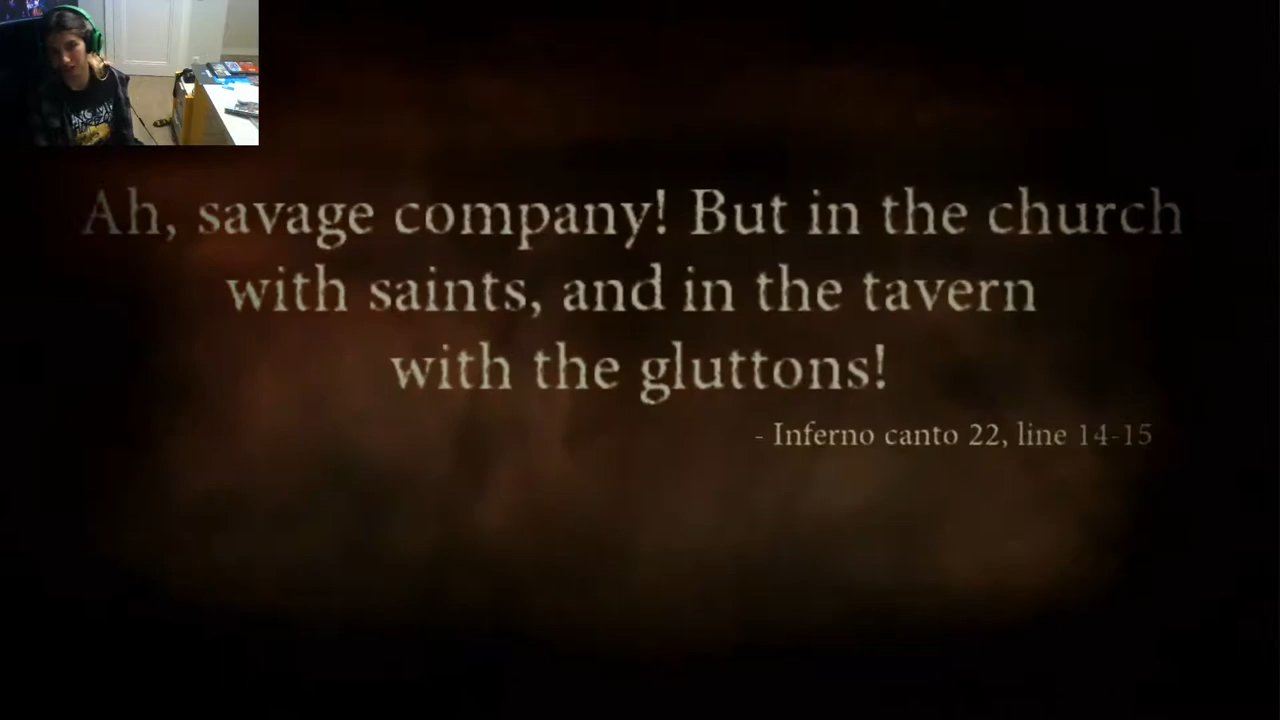 Ah, savage company! But in the church
with saints, and in the tavern
with the gluttons!
- Inferno canto 22, line 14-15